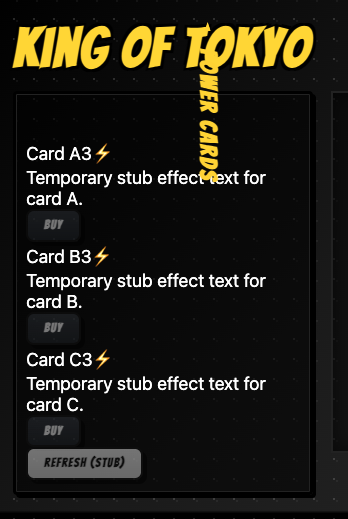 KING OF TOKYO
POWER CARDS
Card A3⚡
Temporary stub effect text for
card A.
BUY
Card B3⚡
Temporary stub effect text for
card B.
BUY
Card C3⚡
Temporary stub effect text for
card C.
BUY
REFRESH (STUB)